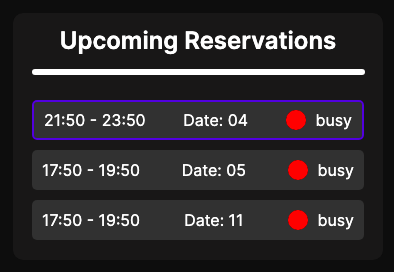 Upcoming Reservations
21:50 - 23:50 Date: 04 busy
17:50 - 19:50 Date: 05 busy
17:50 - 19:50 Date: 11 busy